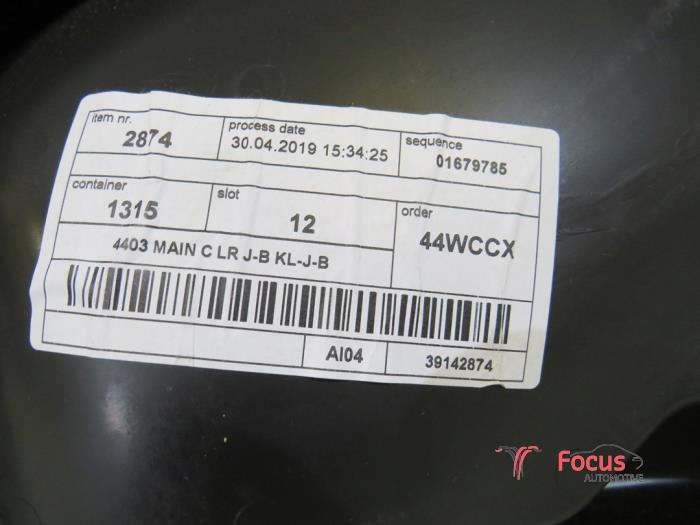 item nr. process date sequence
2874 30.04.2019 15:34:25 01679785
container slot order
1315 12 44WCCX
4403 MAIN C LR J-B KL-J-B
AI04 39142874
Focus
AUTOMOTIVE